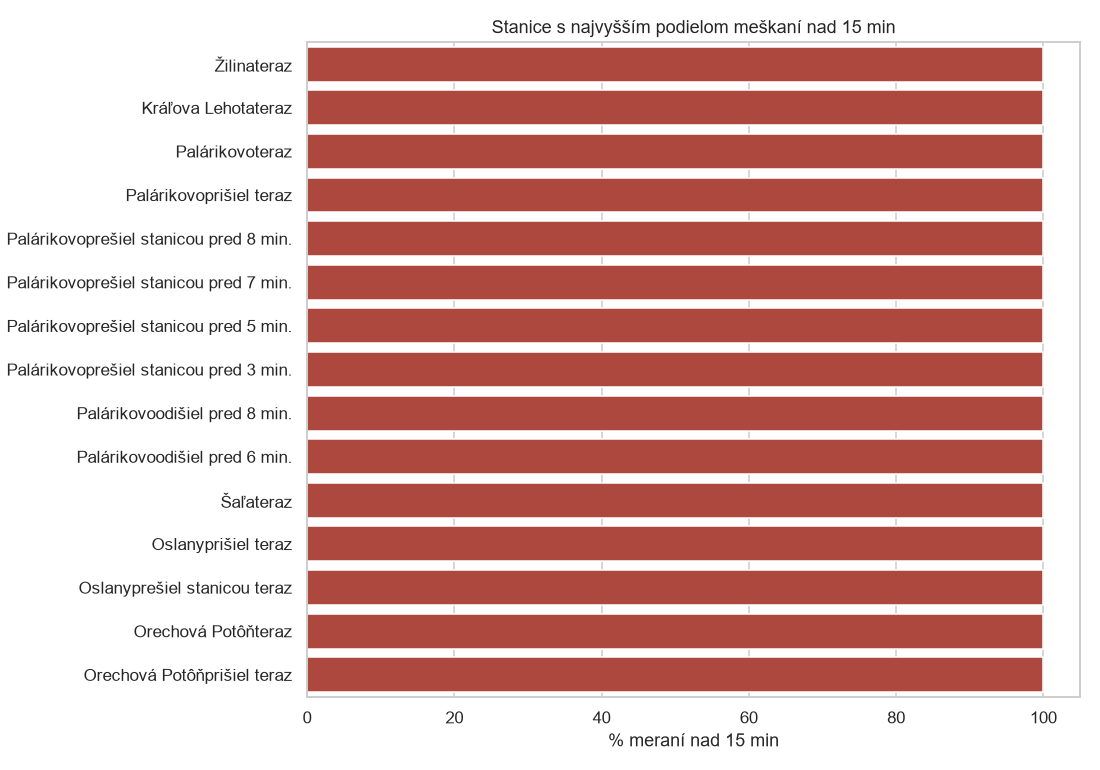 Stanice s najvyšším podielom meškaní nad 15 min
Žilinateraz
Kráľova Lehotateraz
Palárikovoteraz
Palárikovoprišiel teraz
Palárikovoprešiel stanicou pred 8 min.
Palárikovoprešiel stanicou pred 7 min.
Palárikovoprešiel stanicou pred 5 min.
Palárikovoprešiel stanicou pred 3 min.
Palárikovoodišiel pred 8 min.
Palárikovoodišiel pred 6 min.
Šaľateraz
Oslanyprišiel teraz
Oslanyprešiel stanicou teraz
Orechová Potôňteraz
Orechová Potôňprišiel teraz
0 20 40 60 80 100
% meraní nad 15 min